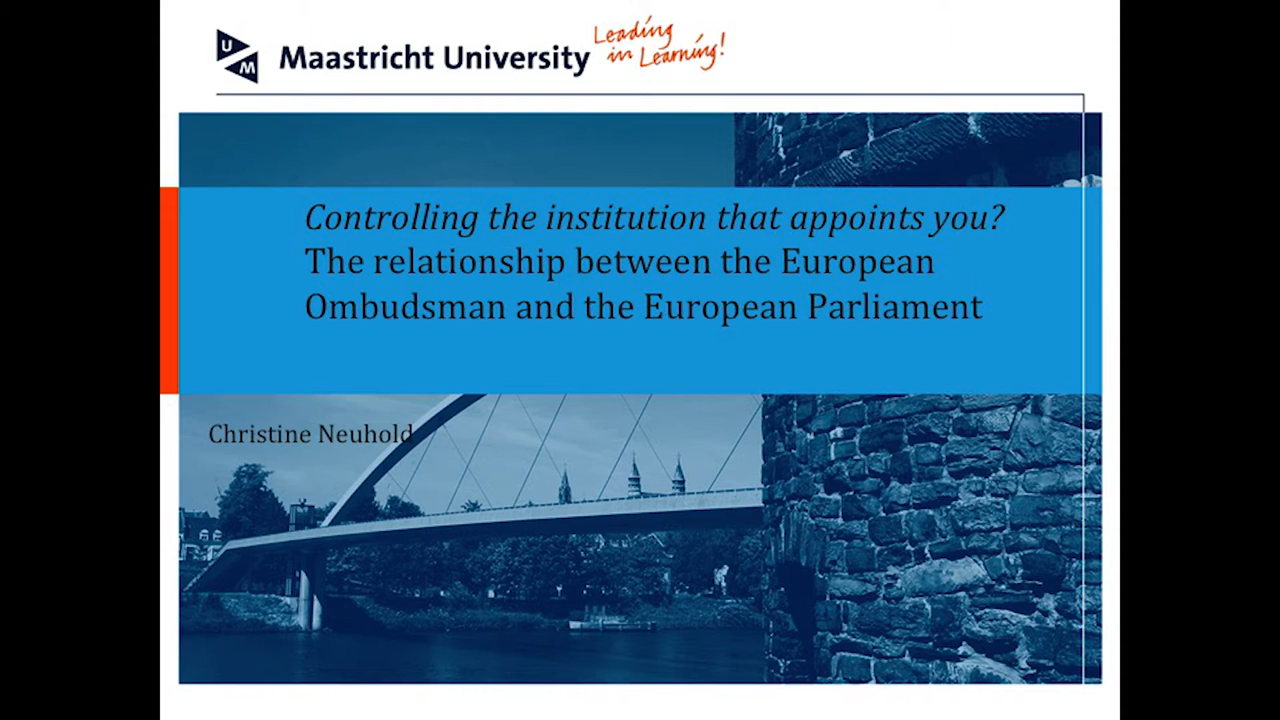 UM
Maastricht University
Leading
in Learning!
Controlling the institution that appoints you?
The relationship between the European
Ombudsman and the European Parliament
Christine Neuhold